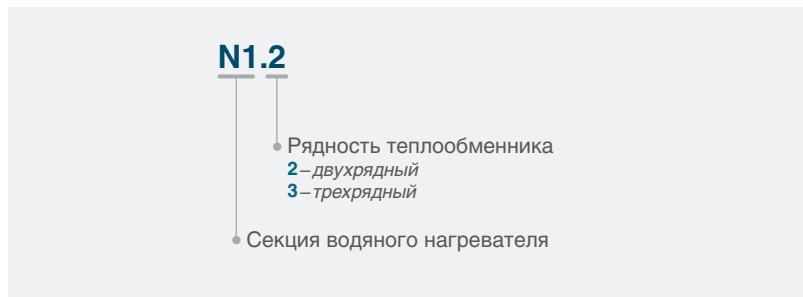 N1.2
Рядность теплообменника
2–двухрядный
3–трехрядный
Секция водяного нагревателя